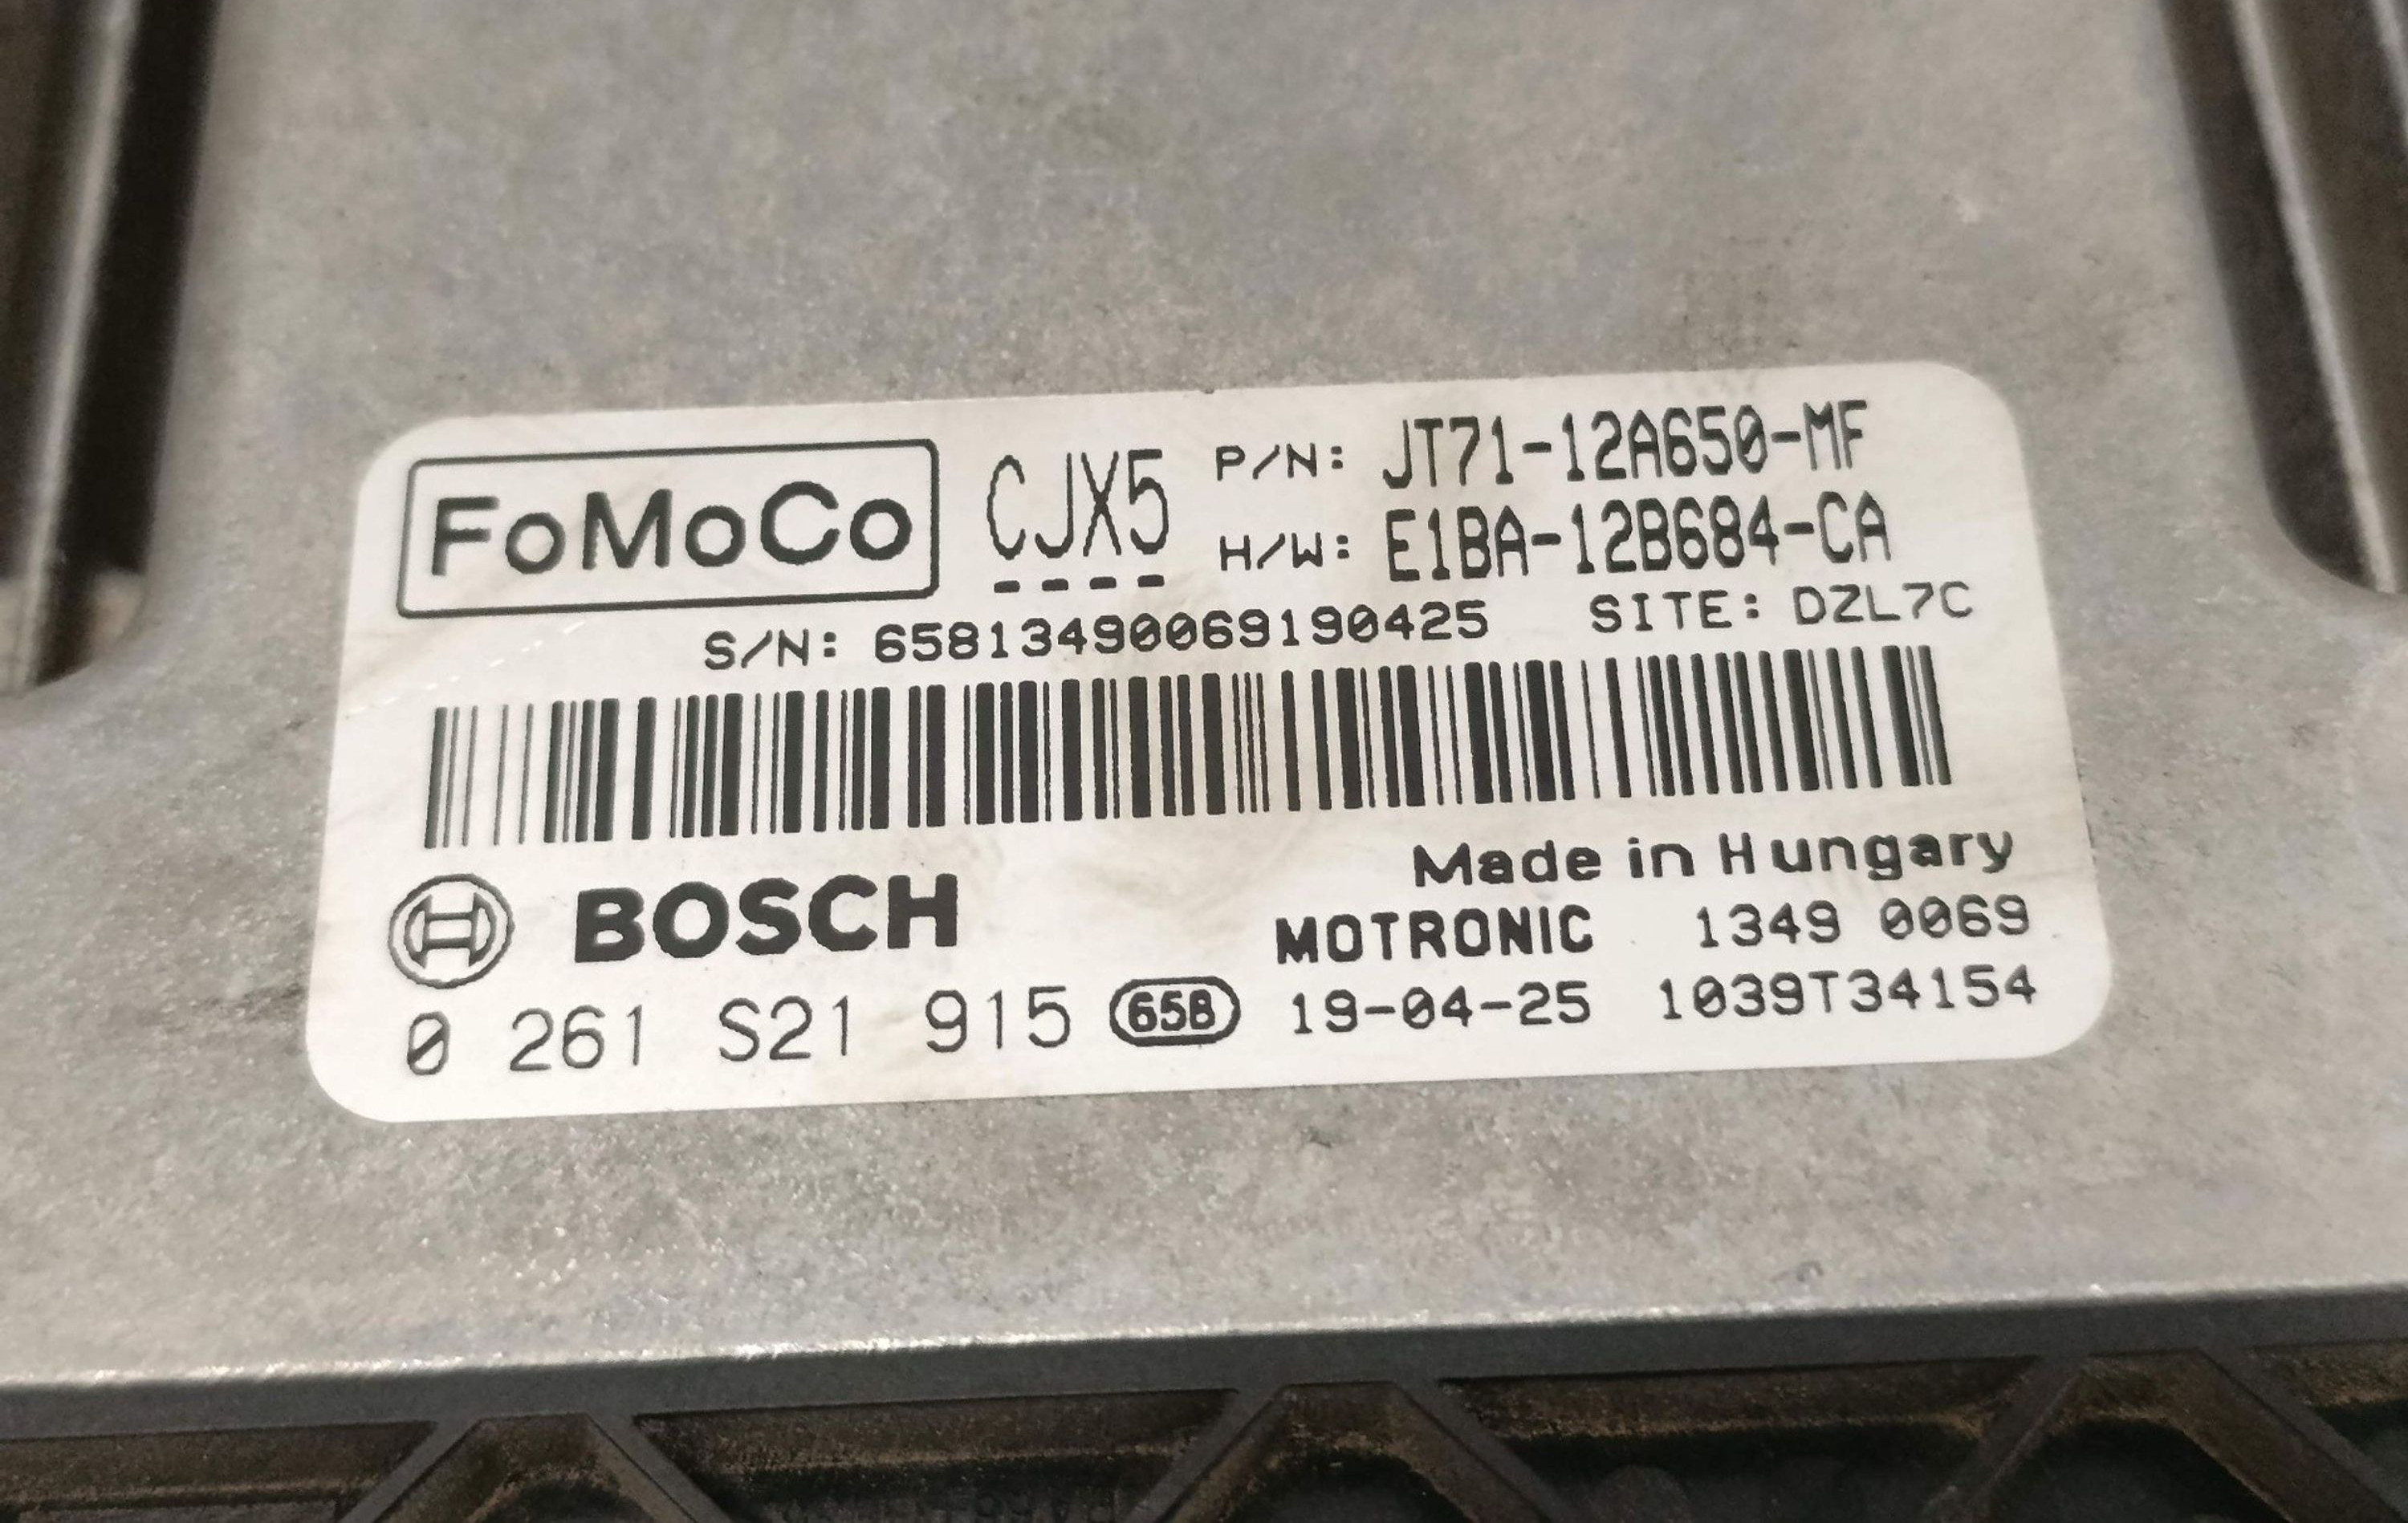 FoMoCo CJX5 P/N: JT71-12A650-MF
H/W: E1BA-12B684-CA
S/N: 65813490069190425 SITE: DZL7C
BOSCH Made in Hungary
MOTRONIC 1349 0069
0 261 S21 915 658 19-04-25 1039T34154